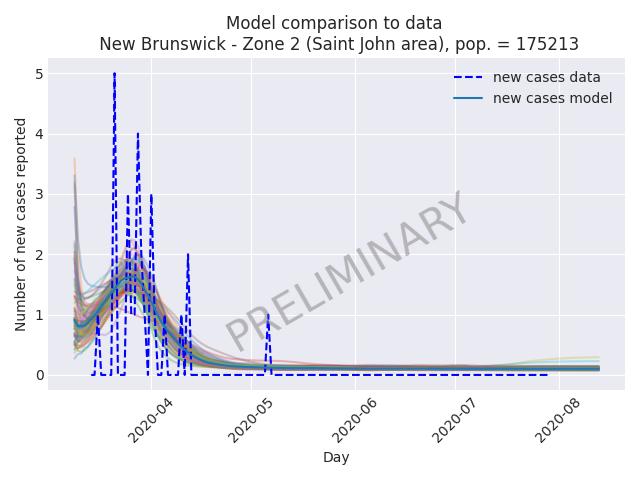 Model comparison to data
New Brunswick - Zone 2 (Saint John area), pop. = 175213
new cases data
new cases model
Number of new cases reported
5
4
3
2
1
0
PRELIMINARY
2020-04
2020-05
2020-06
2020-07
2020-08
Day